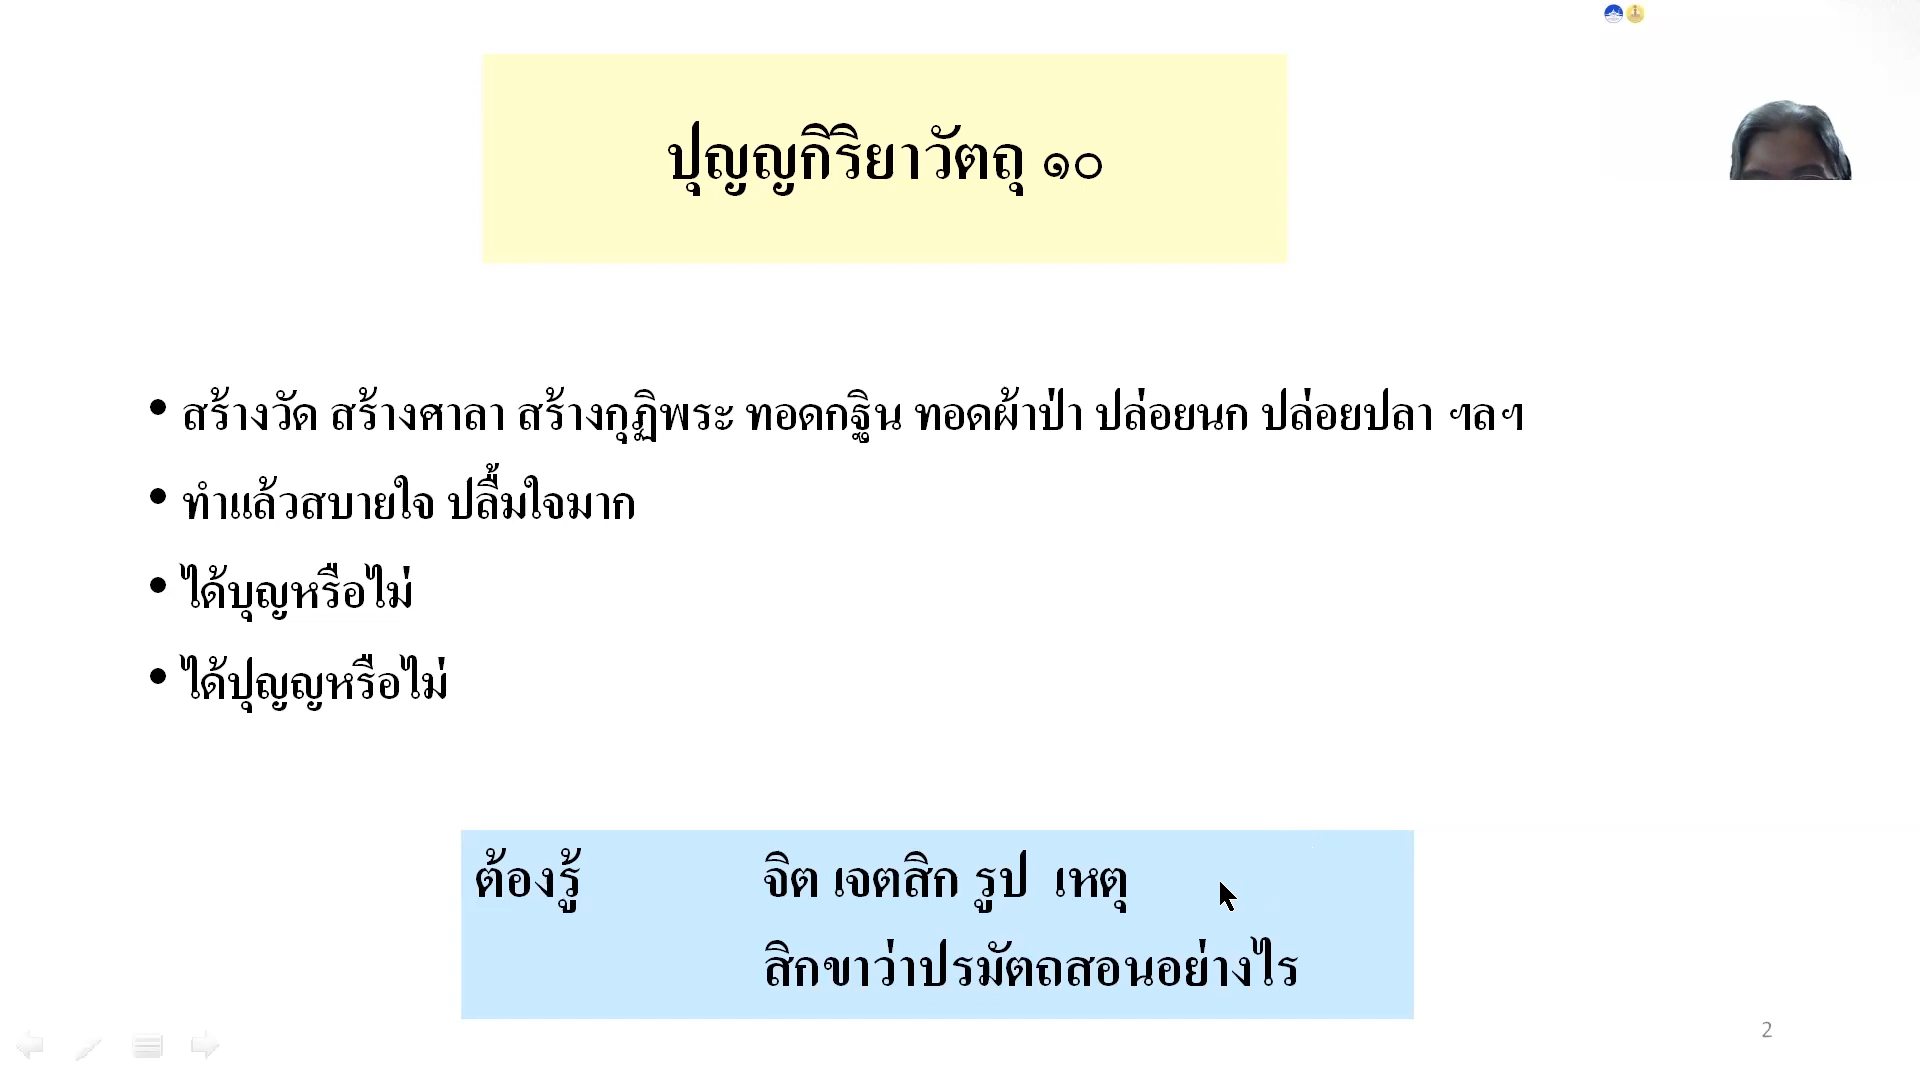 ปุญญกิริยาวัตถุ ๑๐
• สร้างวัด สร้างศาลา สร้างกุฏิพระ ทอดกฐิน ทอดผ้าป่า ปล่อยนก ปล่อยปลา ฯลฯ
• ทำแล้วสบายใจ ปลื้มใจมาก
• ได้บุญหรือไม่
• ได้ปุญญหรือไม่
ต้องรู้ จิต เจตสิก รูป เหตุ
สิกขาว่าปรมัตถสอนอย่างไร
2